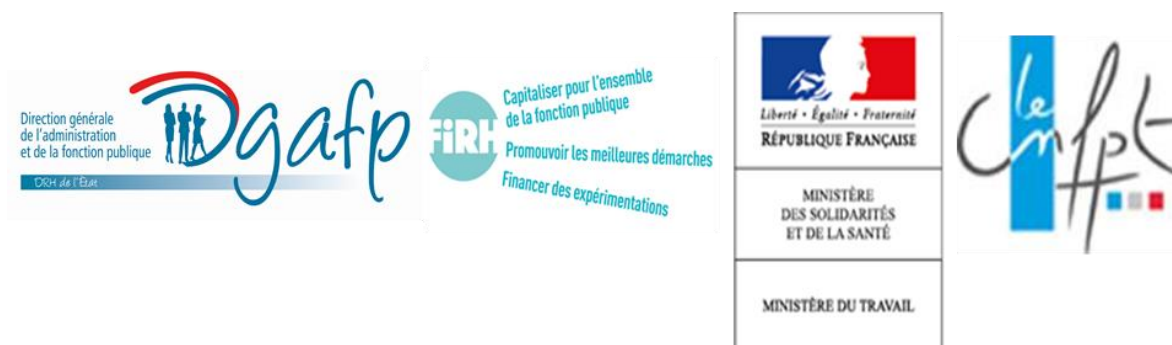 Direction générale
de l'administration
et de la fonction publique
Dgafp
DRH de l'État
FiRH
Capitaliser pour l'ensemble
de la fonction publique
Promouvoir les meilleures démarches
Financer des expérimentations
Liberté • Égalité • Fraternité
RÉPUBLIQUE FRANÇAISE
MINISTÈRE
DES SOLIDARITÉS
ET DE LA SANTÉ
MINISTÈRE DU TRAVAIL
le
cnfpt